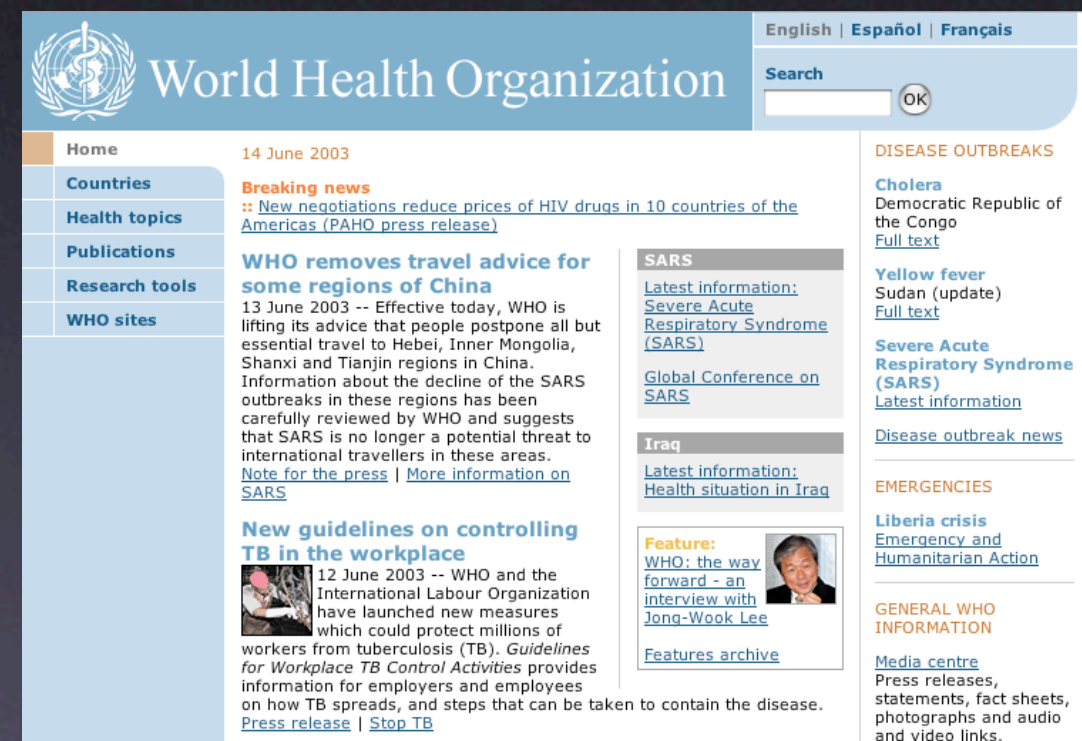 World Health Organization
English | Español | Français
Search
OK
Home
Countries
Health topics
Publications
Research tools
WHO sites
14 June 2003
Breaking news
:: New negotiations reduce prices of HIV drugs in 10 countries of the
Americas (PAHO press release)
WHO removes travel advice for
some regions of China
13 June 2003 -- Effective today, WHO is
lifting its advice that people postpone all but
essential travel to Hebei, Inner Mongolia,
Shanxi and Tianjin regions in China.
Information about the decline of the SARS
outbreaks in these regions has been
carefully reviewed by WHO and suggests
that SARS is no longer a potential threat to
international travellers in these areas.
Note for the press | More information on
SARS
New guidelines on controlling
TB in the workplace
12 June 2003 -- WHO and the
International Labour Organization
have launched new measures
which could protect millions of
workers from tuberculosis (TB). Guidelines
for Workplace TB Control Activities provides
information for employers and employees
on how TB spreads, and steps that can be taken to contain the disease.
Press release | Stop TB
SARS
Latest information:
Severe Acute
Respiratory Syndrome
(SARS)
Global Conference on
SARS
Iraq
Latest information:
Health situation in Iraq
Feature:
WHO: the way
forward - an
interview with
Jong-Wook Lee
Features archive
DISEASE OUTBREAKS
Cholera
Democratic Republic of
the Congo
Full text
Yellow fever
Sudan (update)
Full text
Severe Acute
Respiratory Syndrome
(SARS)
Latest information
Disease outbreak news
EMERGENCIES
Liberia crisis
Emergency and
Humanitarian Action
GENERAL WHO
INFORMATION
Media centre
Press releases,
statements, fact sheets,
photographs and audio
and video links.